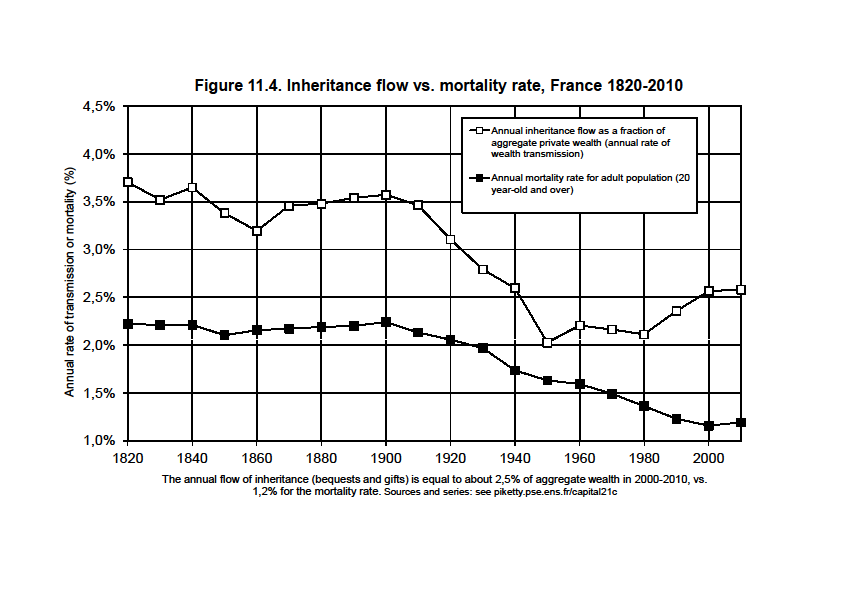 Figure 11.4. Inheritance flow vs. mortality rate, France 1820-2010
4,5%
4,0%
3,5%
3,0%
2,5%
2,0%
1,5%
1,0%
Annual rate of transmission or mortality (%)
Annual inheritance flow as a fraction of
aggregate private wealth (annual rate of
wealth transmission)
Annual mortality rate for adult population (20
year-old and over)
1820 1840 1860 1880 1900 1920 1940 1960 1980 2000
The annual flow of inheritance (bequests and gifts) is equal to about 2,5% of aggregate wealth in 2000-2010, vs.
1,2% for the mortality rate. Sources and series: see piketty.pse.ens.fr/capital21c